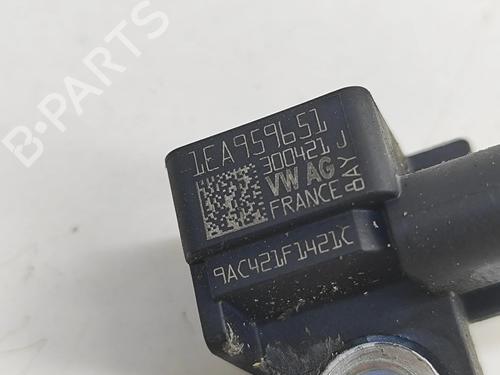 B-PARTS
1EA959651
300421
VW AG
FRANCE
BAY J
9AC421F1421C